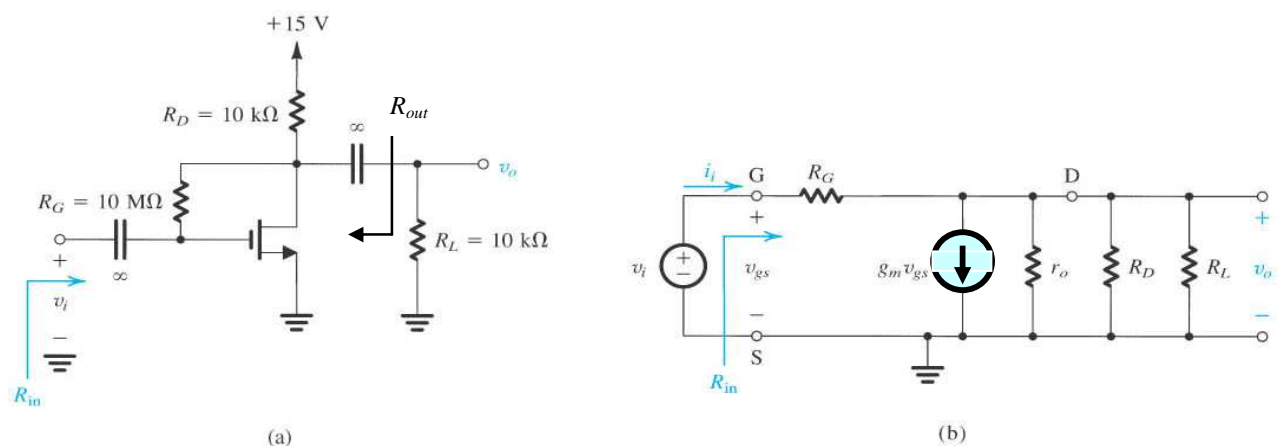 +15 V
R_D = 10 kΩ
R_out
∞
v_o
R_G = 10 MΩ
R_L = 10 kΩ
+
∞
v_i
−
R_in
(a)
i_i
G
R_G
D
+
+
v_i
+
−
v_gs
g_m v_gs
r_o
R_D
R_L
v_o
−
−
S
R_in
(b)